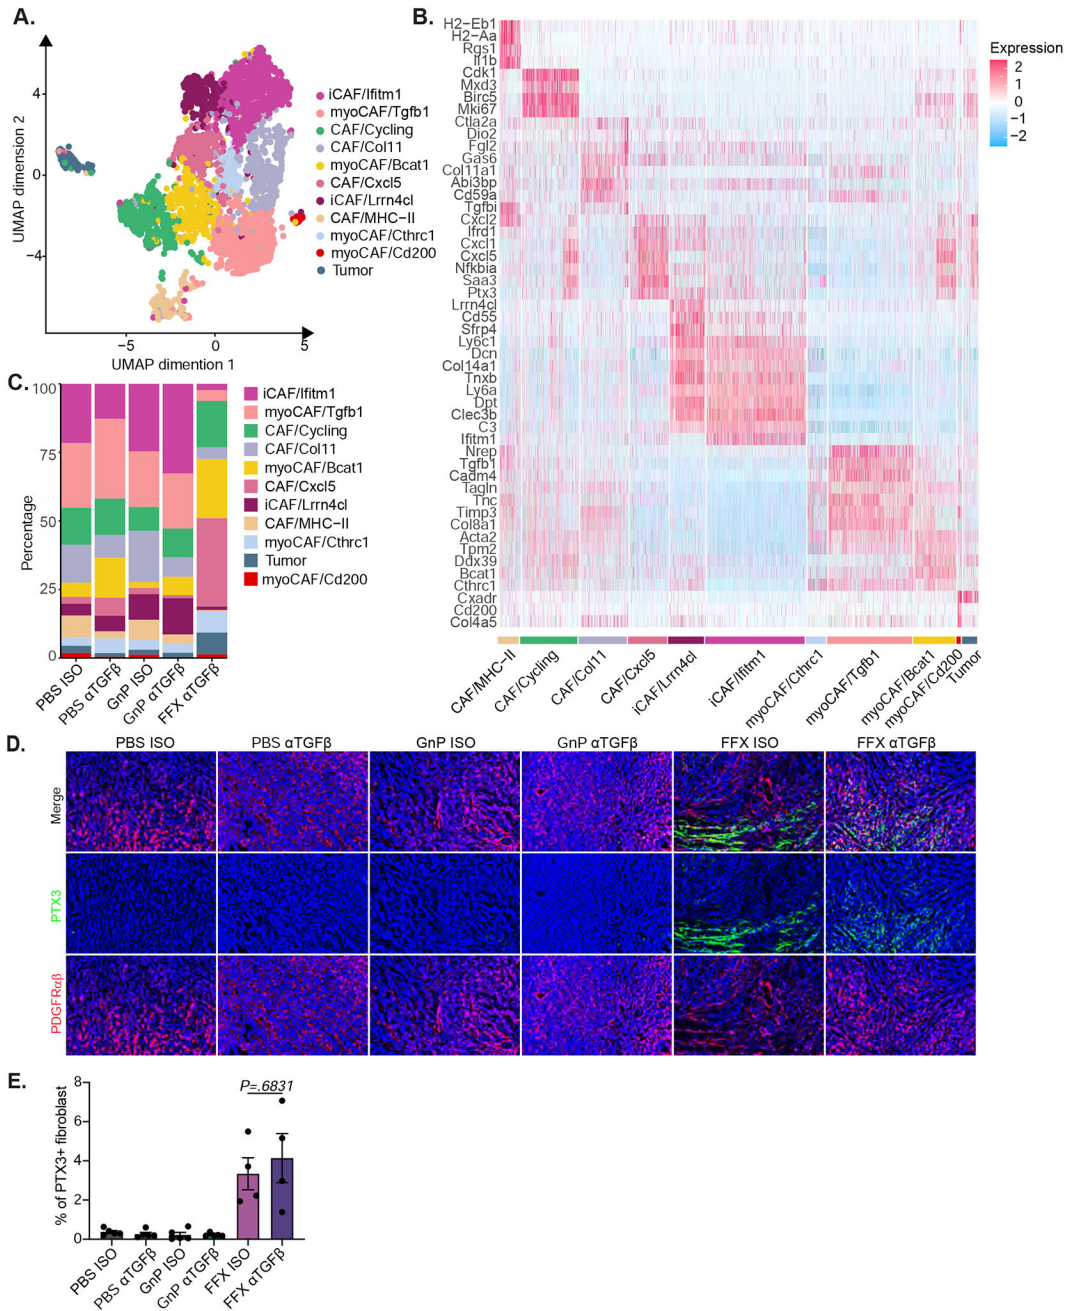 A.
UMAP dimension 2
4
0
−4
−5
0
5
UMAP dimention 1
iCAF/Ifitm1
myoCAF/Tgfb1
CAF/Cycling
CAF/Col11
myoCAF/Bcat1
CAF/Cxcl5
iCAF/Lrrn4cl
CAF/MHC−II
myoCAF/Cthrc1
myoCAF/Cd200
Tumor
B.
H2−Eb1
H2−Aa
Rgs1
Il1b
Cdk1
Mxd3
Birc5
Mki67
Ctla2a
Dio2
Fgl2
Gas6
Col11a1
Abi3bp
Cd59a
Tgfbi
Cxcl2
Ifrd1
Cxcl1
Cxcl5
Nfkbia
Saa3
Ptx3
Lrrn4cl
Cd55
Sfrp4
Ly6c1
Dcn
Col14a1
Tnxb
Ly6a
Dpt
Clec3b
C3
Ifitm1
Nrep
Tgfb1
Cadm4
Tagln
Tnc
Timp3
Col8a1
Acta2
Tpm2
Ddx39
Bcat1
Cthrc1
Cxadr
Cd200
Col4a5
CAF/MHC−II
CAF/Cycling
CAF/Col11
CAF/Cxcl5
iCAF/Lrrn4cl
iCAF/Ifitm1
myoCAF/Cthrc1
myoCAF/Tgfb1
myoCAF/Bcat1
myoCAF/Cd200
Tumor
Expression
2
1
0
−1
−2
C.
Percentage
100
75
50
25
0
PBS ISO
PBS αTGFβ
GnP ISO
GnP αTGFβ
FFX αTGFβ
iCAF/Ifitm1
myoCAF/Tgfb1
CAF/Cycling
CAF/Col11
myoCAF/Bcat1
CAF/Cxcl5
iCAF/Lrrn4cl
CAF/MHC−II
myoCAF/Cthrc1
Tumor
myoCAF/Cd200
D.
PBS ISO
PBS αTGFβ
GnP ISO
GnP αTGFβ
FFX ISO
FFX αTGFβ
Merge
PTX3
PDGFRαβ
E.
% of PTX3+ fibroblast
8
6
4
2
0
P=.6831
PBS ISO
PBS αTGFβ
GnP ISO
GnP αTGFβ
FFX ISO
FFX αTGFβ